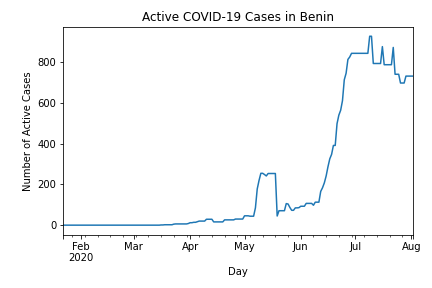 Active COVID-19 Cases in Benin
Number of Active Cases
800
600
400
200
0
Feb
2020
Mar
Apr
May
Jun
Jul
Aug
Day